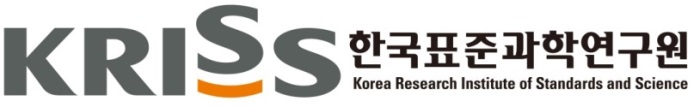 KRISS 한국표준과학연구원
Korea Research Institute of Standards and Science